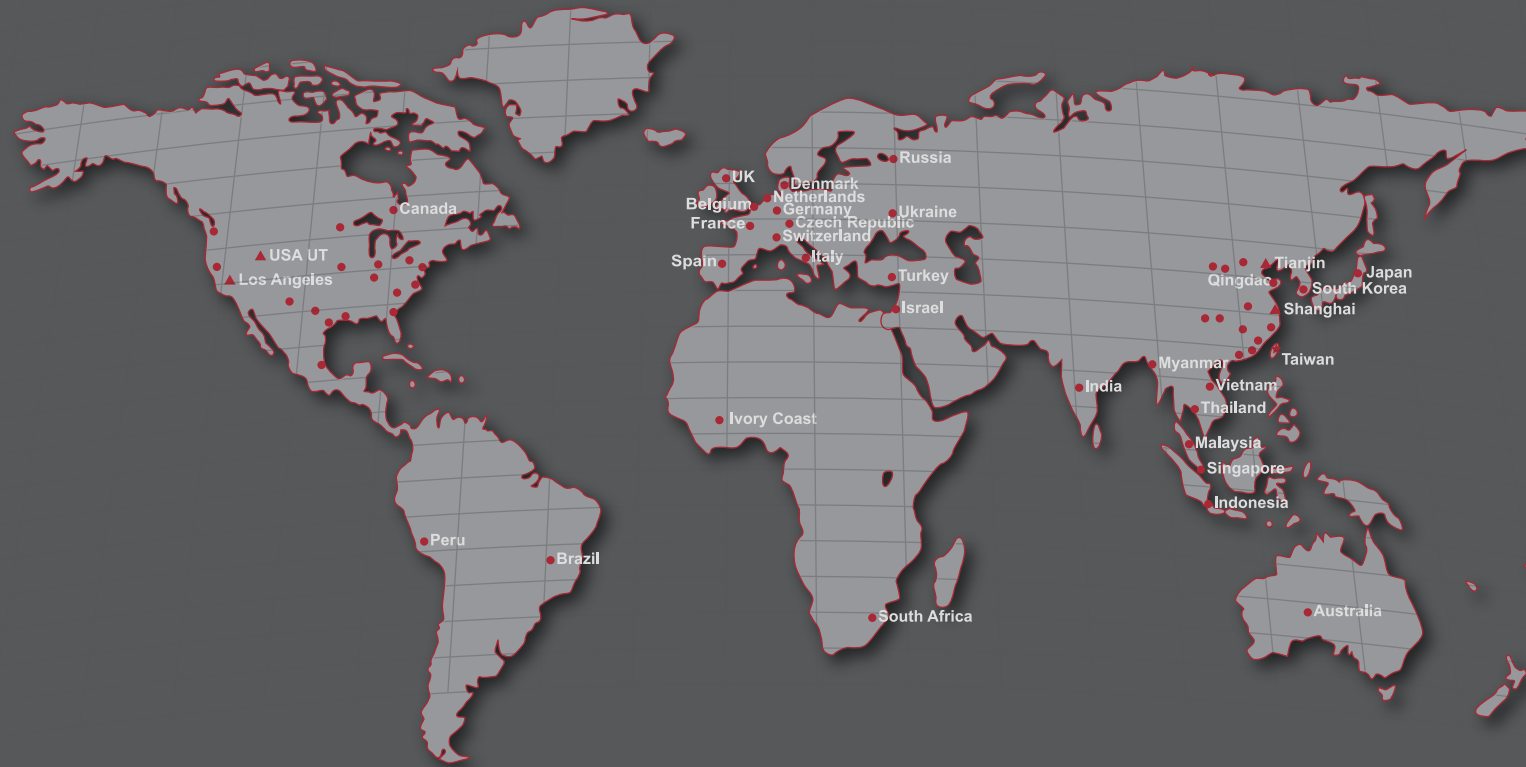 Russia
UK
Denmark
Netherlands
Belgium
Germany
Canada
Ukraine
France
Czech Republic
Switzerland
USA UT
Italy
Spain
Tianjin
Japan
Turkey
Los Angeles
Qingdao
South Korea
Israel
Shanghai
Taiwan
Myanmar
India
Vietnam
Thailand
Ivory Coast
Malaysia
Singapore
Indonesia
Peru
Brazil
Australia
South Africa